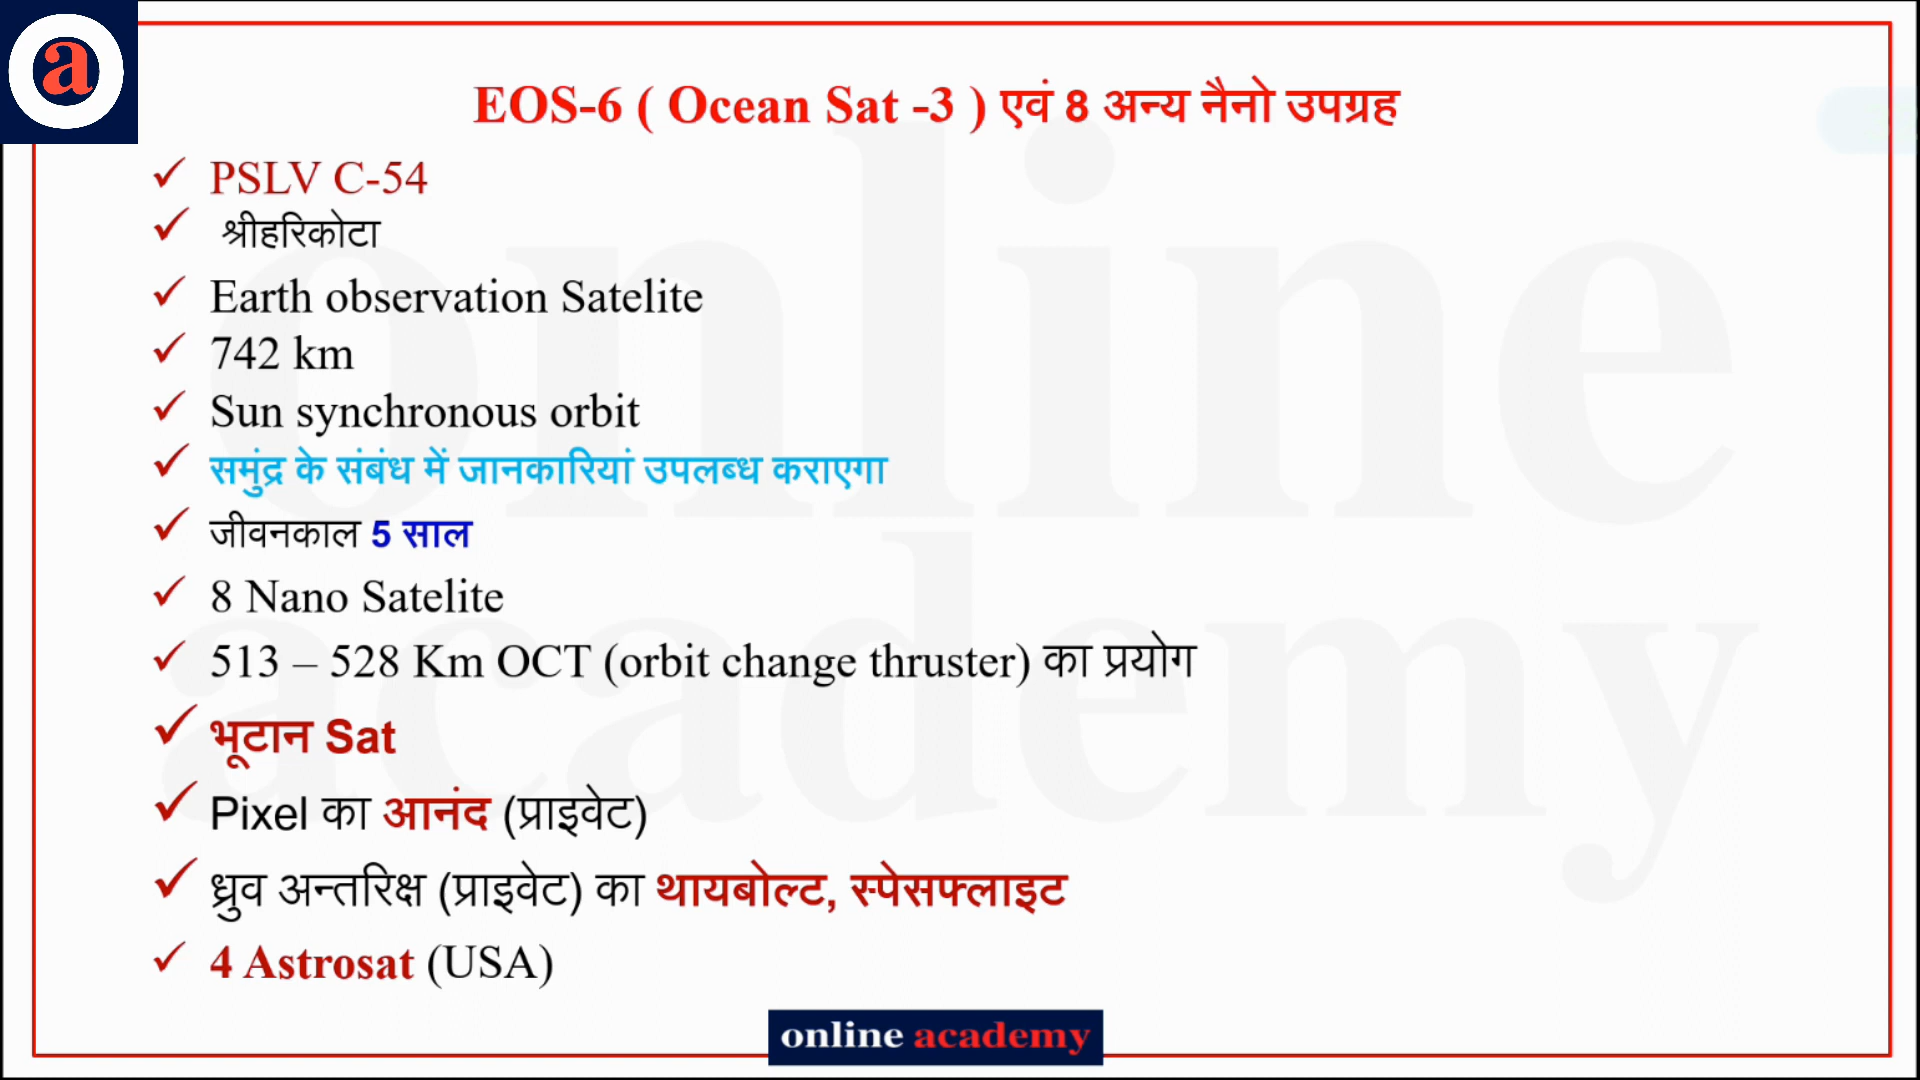 a
EOS-6 ( Ocean Sat -3 ) एवं 8 अन्य नैनो उपग्रह
PSLV C-54
श्रीहरिकोटा
Earth observation Satelite
742 km
Sun synchronous orbit
समुंद्र के संबंध में जानकारियां उपलब्ध कराएगा
जीवनकाल 5 साल
8 Nano Satelite
513 – 528 Km OCT (orbit change thruster) का प्रयोग
भूटान Sat
Pixel का आनंद (प्राइवेट)
ध्रुव अन्तरिक्ष (प्राइवेट) का थायबोल्ट, स्पेसफ्लाइट
4 Astrosat (USA)
online academy
online
academy